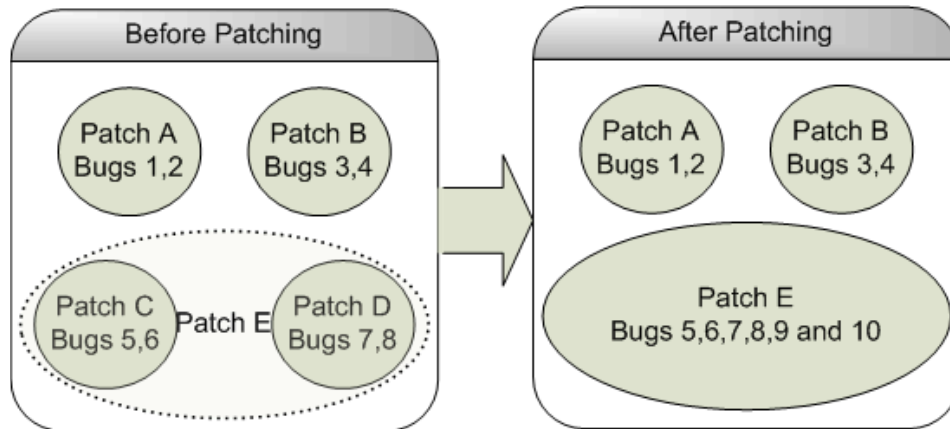 Before Patching
Patch A
Bugs 1,2
Patch B
Bugs 3,4
Patch C
Bugs 5,6
Patch E
Patch D
Bugs 7,8
After Patching
Patch A
Bugs 1,2
Patch B
Bugs 3,4
Patch E
Bugs 5,6,7,8,9 and 10